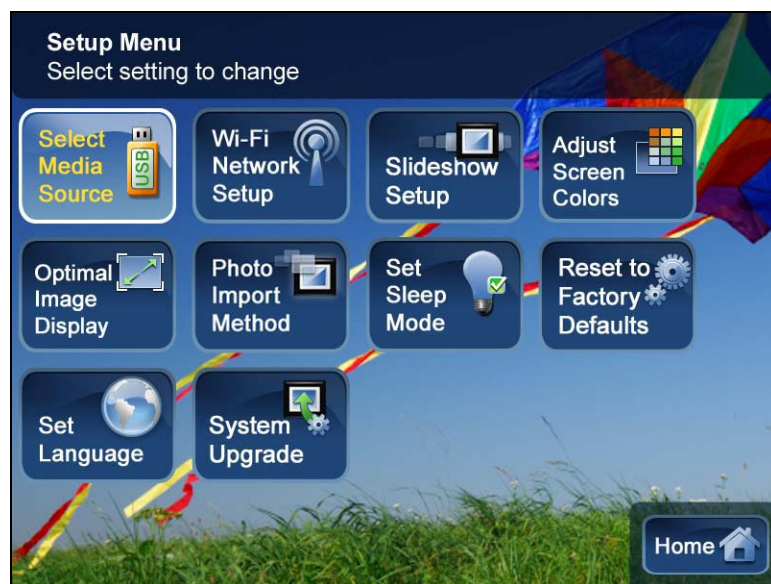 Setup Menu
Select setting to change
Select
Media
Source
USB
Wi-Fi
Network
Setup
Slideshow
Setup
Adjust
Screen
Colors
Optimal
Image
Display
Photo
Import
Method
Set
Sleep
Mode
Reset to
Factory
Defaults
Set
Language
System
Upgrade
Home